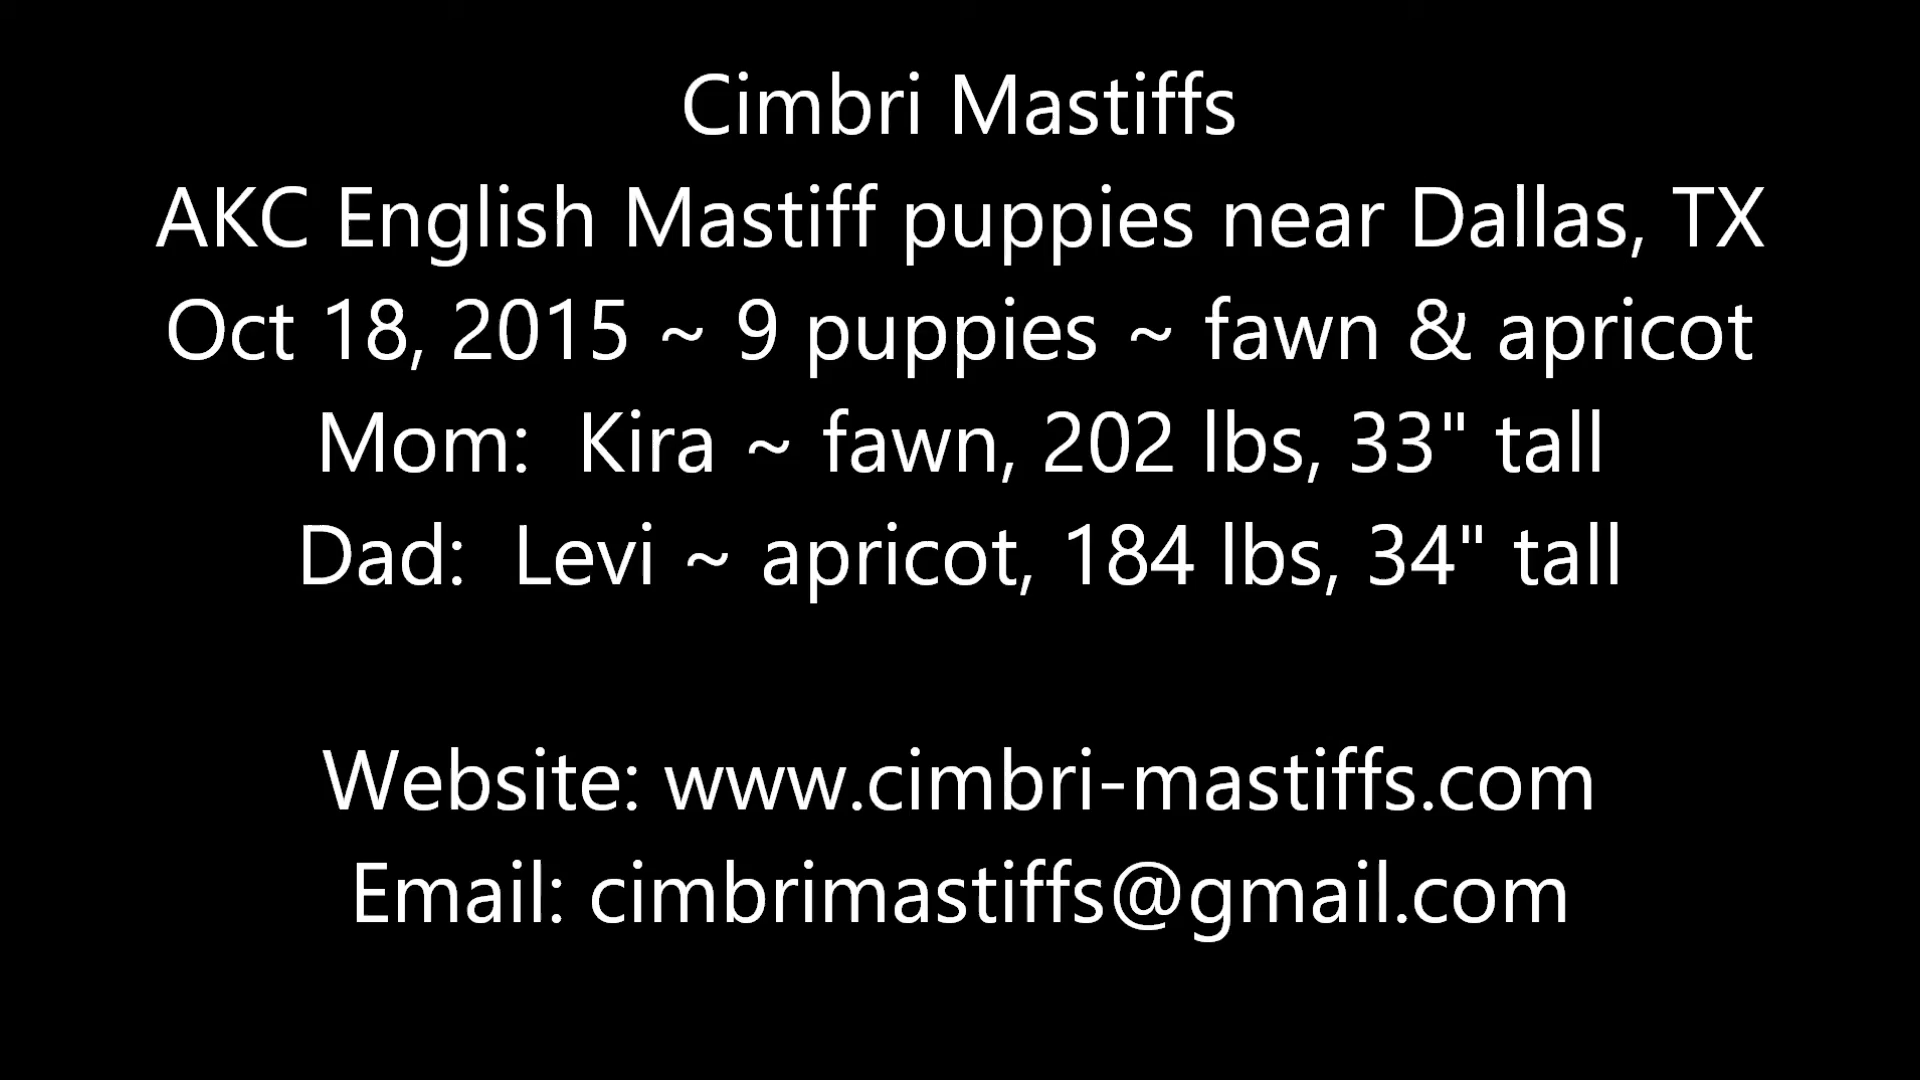 Cimbri Mastiffs
AKC English Mastiff puppies near Dallas, TX
Oct 18, 2015 ~ 9 puppies ~ fawn & apricot
Mom:  Kira ~ fawn, 202 lbs, 33" tall
Dad:  Levi ~ apricot, 184 lbs, 34" tall
Website: www.cimbri-mastiffs.com
Email: cimbrimastiffs@gmail.com